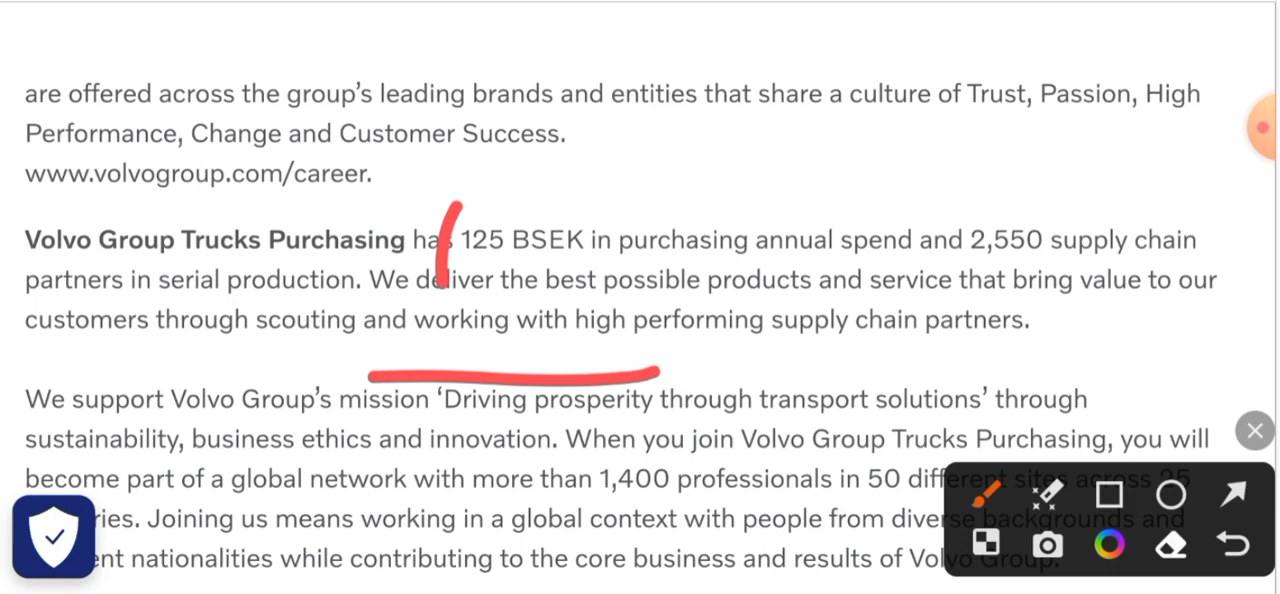 are offered across the group's leading brands and entities that share a culture of Trust, Passion, High
Performance, Change and Customer Success.
www.volvogroup.com/career.
Volvo Group Trucks Purchasing has 125 BSEK in purchasing annual spend and 2,550 supply chain
partners in serial production. We deliver the best possible products and service that bring value to our
customers through scouting and working with high performing supply chain partners.
We support Volvo Group's mission ‘Driving prosperity through transport solutions’ through
sustainability, business ethics and innovation. When you join Volvo Group Trucks Purchasing, you will
become part of a global network with more than 1,400 professionals in 50 different sites across 25
ries. Joining us means working in a global context with people from diverse backgrounds and
ent nationalities while contributing to the core business and results of Volvo Group.